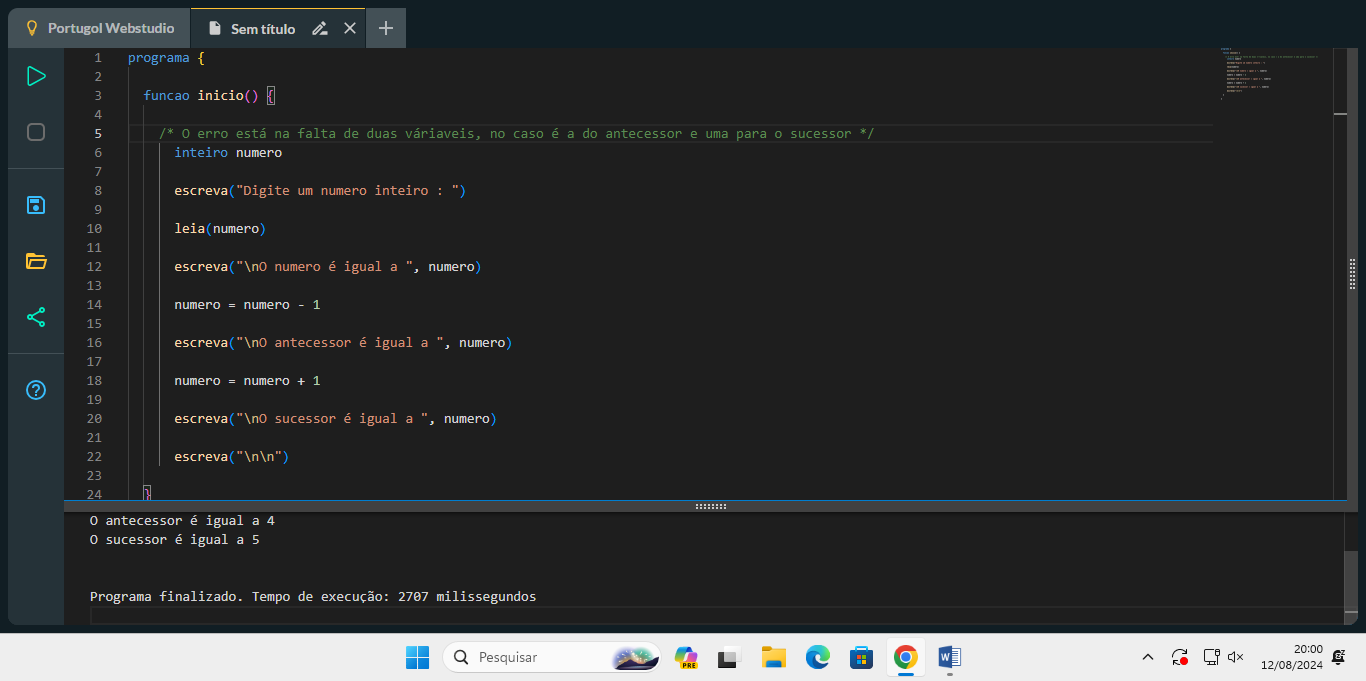 Portugol Webstudio
Sem título
1 programa {
2
3 funcao inicio() {
4
5 /* O erro está na falta de duas váriaveis, no caso é a do antecessor e uma para o sucessor */
6 inteiro numero
7
8 escreva("Digite um numero inteiro : ")
9
10 leia(numero)
11
12 escreva("\nO numero é igual a ", numero)
13
14 numero = numero - 1
15
16 escreva("\nO antecessor é igual a ", numero)
17
18 numero = numero + 1
19
20 escreva("\nO sucessor é igual a ", numero)
21
22 escreva("\n\n")
23
24 }
O antecessor é igual a 4
O sucessor é igual a 5
Programa finalizado. Tempo de execução: 2707 milissegundos
Pesquisar
PRE
20:00
12/08/2024